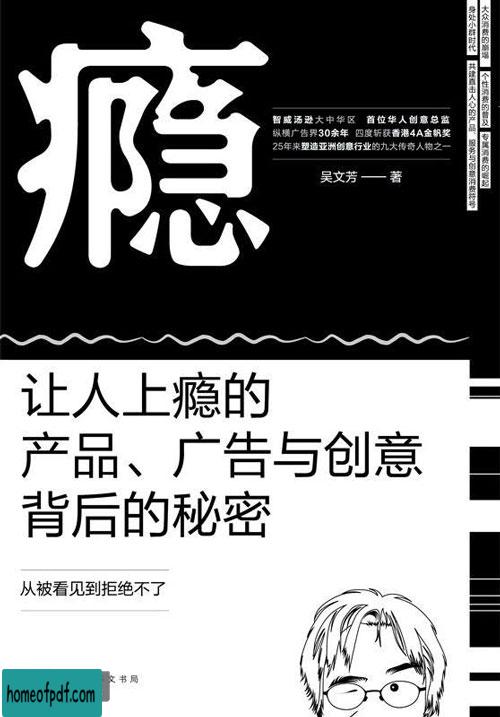 瘾
智威汤逊大中华区 首位华人创意总监
纵横广告界30余年 四度斩获香港4A金帆奖
25年来塑造亚洲创意行业的九大传奇人物之一
吴文芳——著
大众消费的崩塌 个性消费的普及 专属消费的崛起
身处小群时代 共建直击人心的产品、服务与创意消费符号
让人上瘾的
产品、广告与创意
背后的秘密
从被看见到拒绝不了
文书局
homeofpdf.com